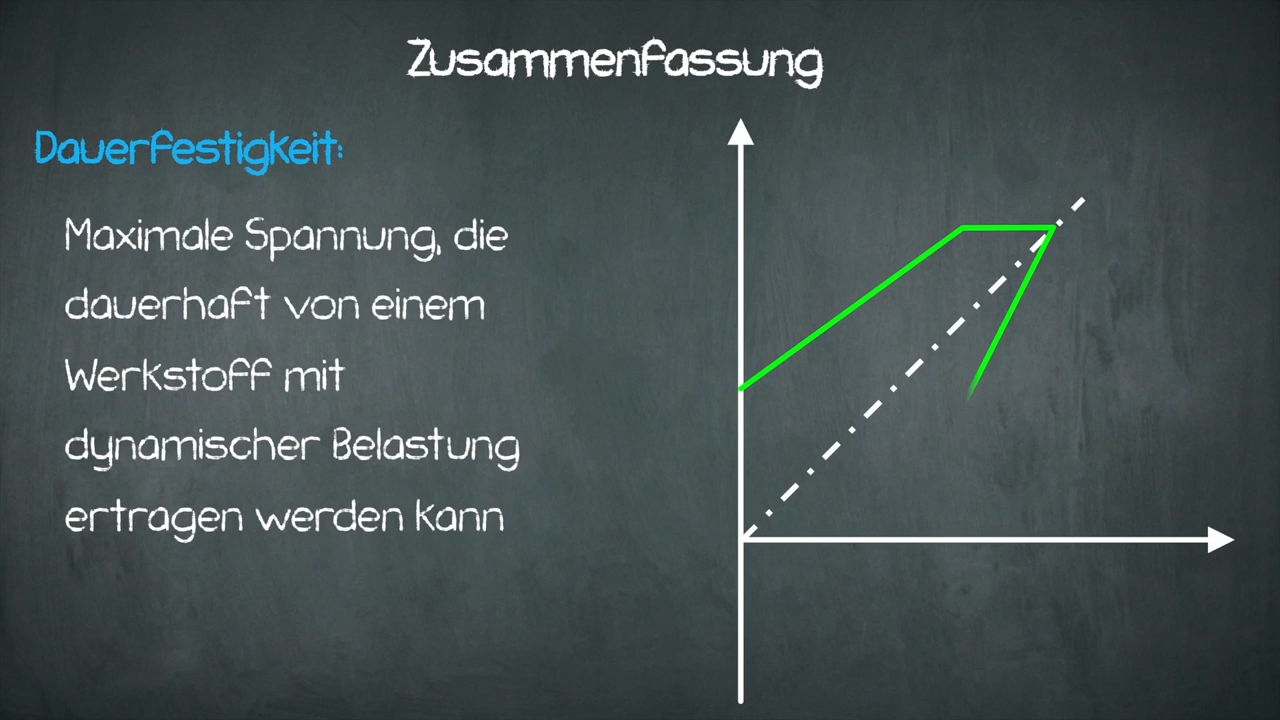 Zusammenfassung
Dauerfestigkeit:
Maximale Spannung, die
dauerhaft von einem
Werkstoff mit
dynamischer Belastung
ertragen werden kann